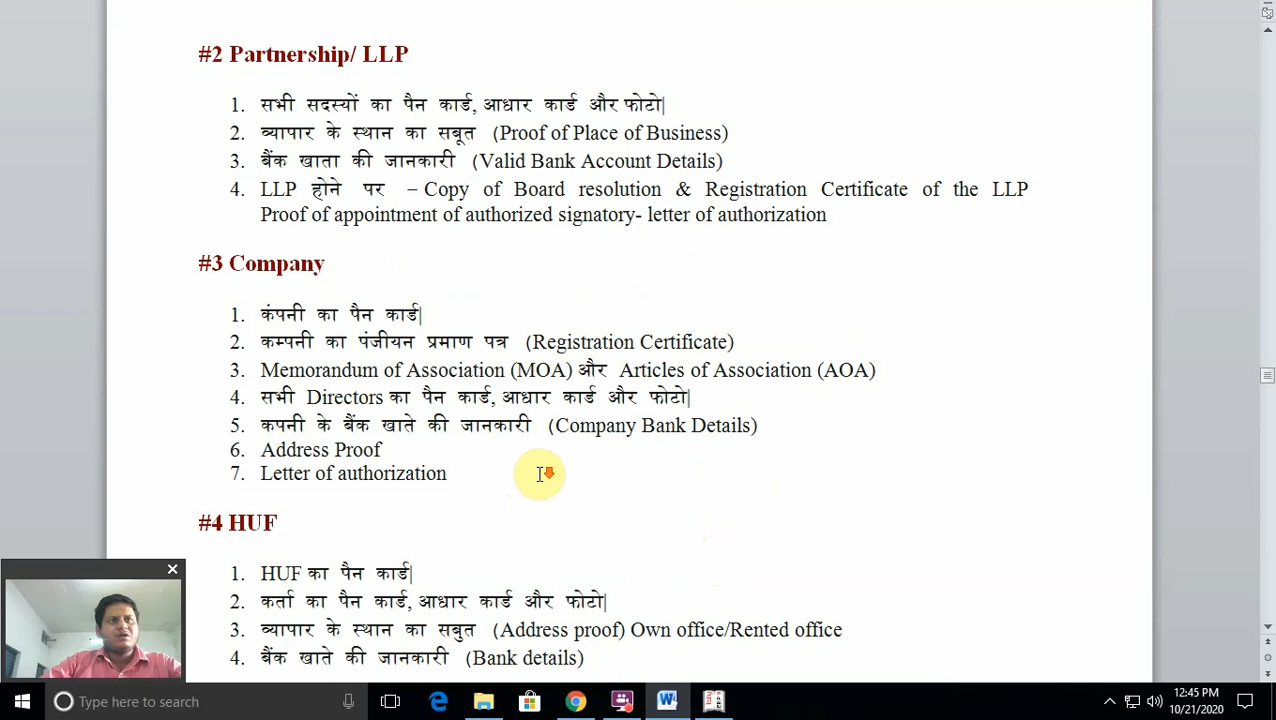 #2 Partnership/ LLP
1. सभी सदस्यों का पैन कार्ड, आधार कार्ड और फोटो|
2. व्यापार के स्थान का सबूत (Proof of Place of Business)
3. बैंक खाता की जानकारी (Valid Bank Account Details)
4. LLP होने पर – Copy of Board resolution & Registration Certificate of the LLP
Proof of appointment of authorized signatory- letter of authorization
#3 Company
1. कंपनी का पैन कार्ड|
2. कम्पनी का पंजीयन प्रमाण पत्र (Registration Certificate)
3. Memorandum of Association (MOA) और Articles of Association (AOA)
4. सभी Directors का पैन कार्ड, आधार कार्ड और फोटो|
5. कपनी के बैंक खाते की जानकारी (Company Bank Details)
6. Address Proof
7. Letter of authorization
#4 HUF
1. HUF का पैन कार्ड|
2. कर्ता का पैन कार्ड, आधार कार्ड और फोटो|
3. व्यापार के स्थान का सबुत (Address proof) Own office/Rented office
4. बैंक खाते की जानकारी (Bank details)
Type here to search
12:45 PM
10/21/2020